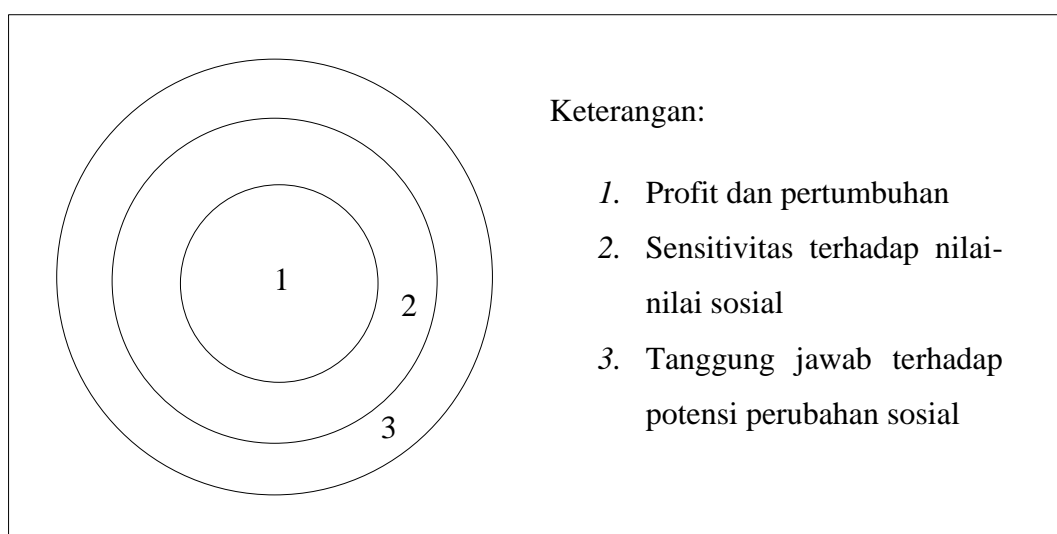 Keterangan:
1. Profit dan pertumbuhan
2. Sensitivitas terhadap nilai-
nilai sosial
3. Tanggung jawab terhadap
potensi perubahan sosial
1
2
3